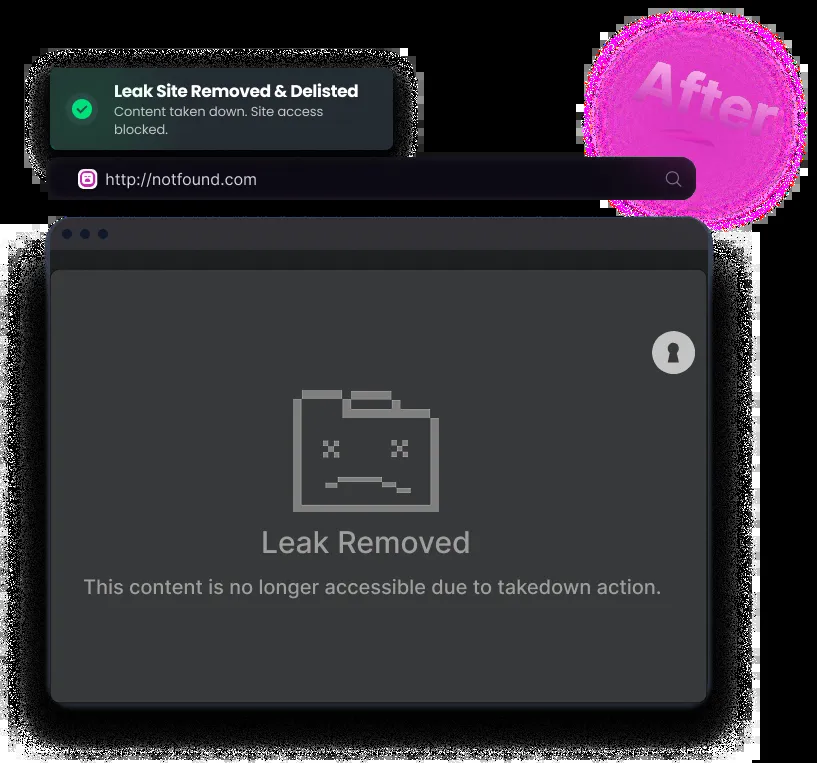 After
Leak Site Removed & Delisted
Content taken down. Site access
blocked.
http://notfound.com
Leak Removed
This content is no longer accessible due to takedown action.